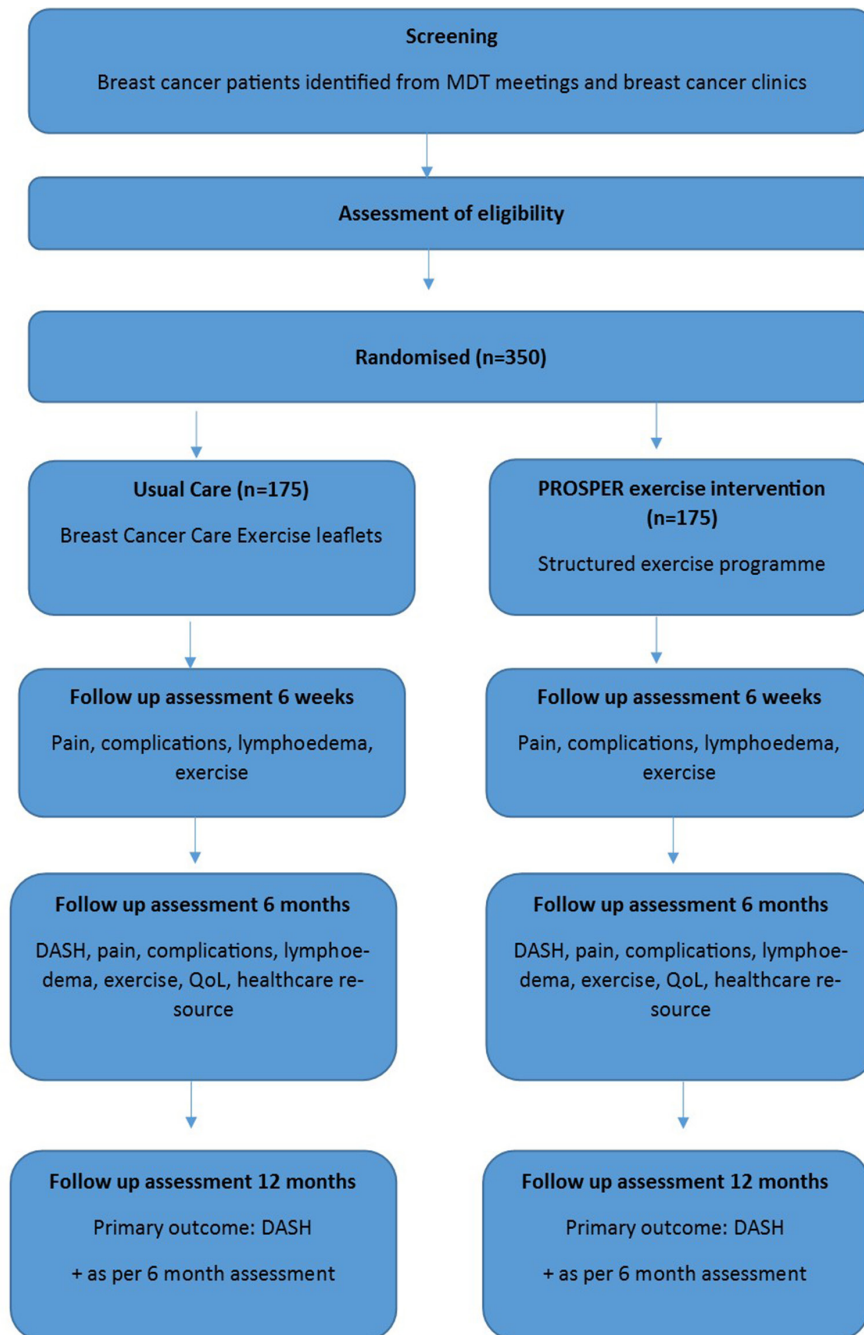 Screening
Breast cancer patients identified from MDT meetings and breast cancer clinics
Assessment of eligibility
Randomised (n=350)
Usual Care (n=175)
Breast Cancer Care Exercise leaflets
PROSPER exercise intervention
(n=175)
Structured exercise programme
Follow up assessment 6 weeks
Pain, complications, lymphoedema,
exercise
Follow up assessment 6 weeks
Pain, complications, lymphoedema,
exercise
Follow up assessment 6 months
DASH, pain, complications, lymphoe-
dema, exercise, QoL, healthcare re-
source
Follow up assessment 6 months
DASH, pain, complications, lymphoe-
dema, exercise, QoL, healthcare re-
source
Follow up assessment 12 months
Primary outcome: DASH
+ as per 6 month assessment
Follow up assessment 12 months
Primary outcome: DASH
+ as per 6 month assessment